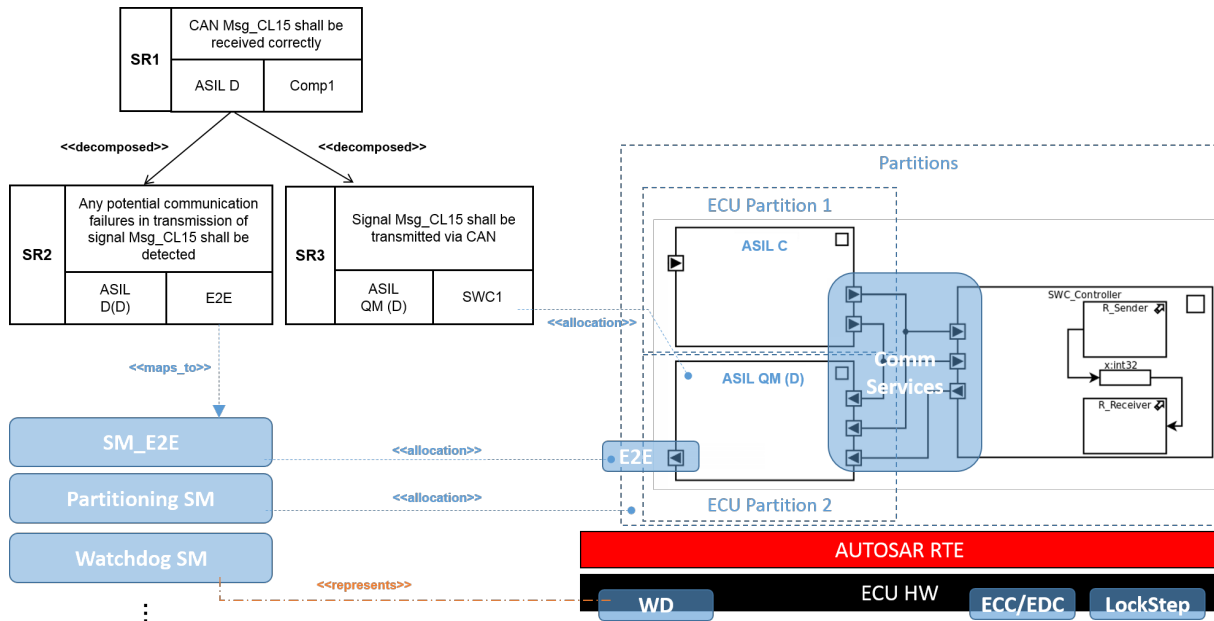 CAN Msg_CL15 shall be
received correctly
SR1
ASIL D
Comp1
<<decomposed>>
<<decomposed>>
Any potential communication
failures in transmission of
signal Msg_CL15 shall be
detected
SR2
ASIL
D(D)
E2E
Signal Msg_CL15 shall be
transmitted via CAN
SR3
ASIL
QM (D)
SWC1
<<allocation>>
<<maps_to>>
SM_E2E
<<allocation>>
Partitioning SM
<<allocation>>
Watchdog SM
<<represents>>
Partitions
ECU Partition 1
ASIL C
SWC_Controller
R_Sender
x:int32
R_Receiver
Comm
Services
ASIL QM (D)
E2E
ECU Partition 2
AUTOSAR RTE
ECU HW
WD
ECC/EDC
LockStep